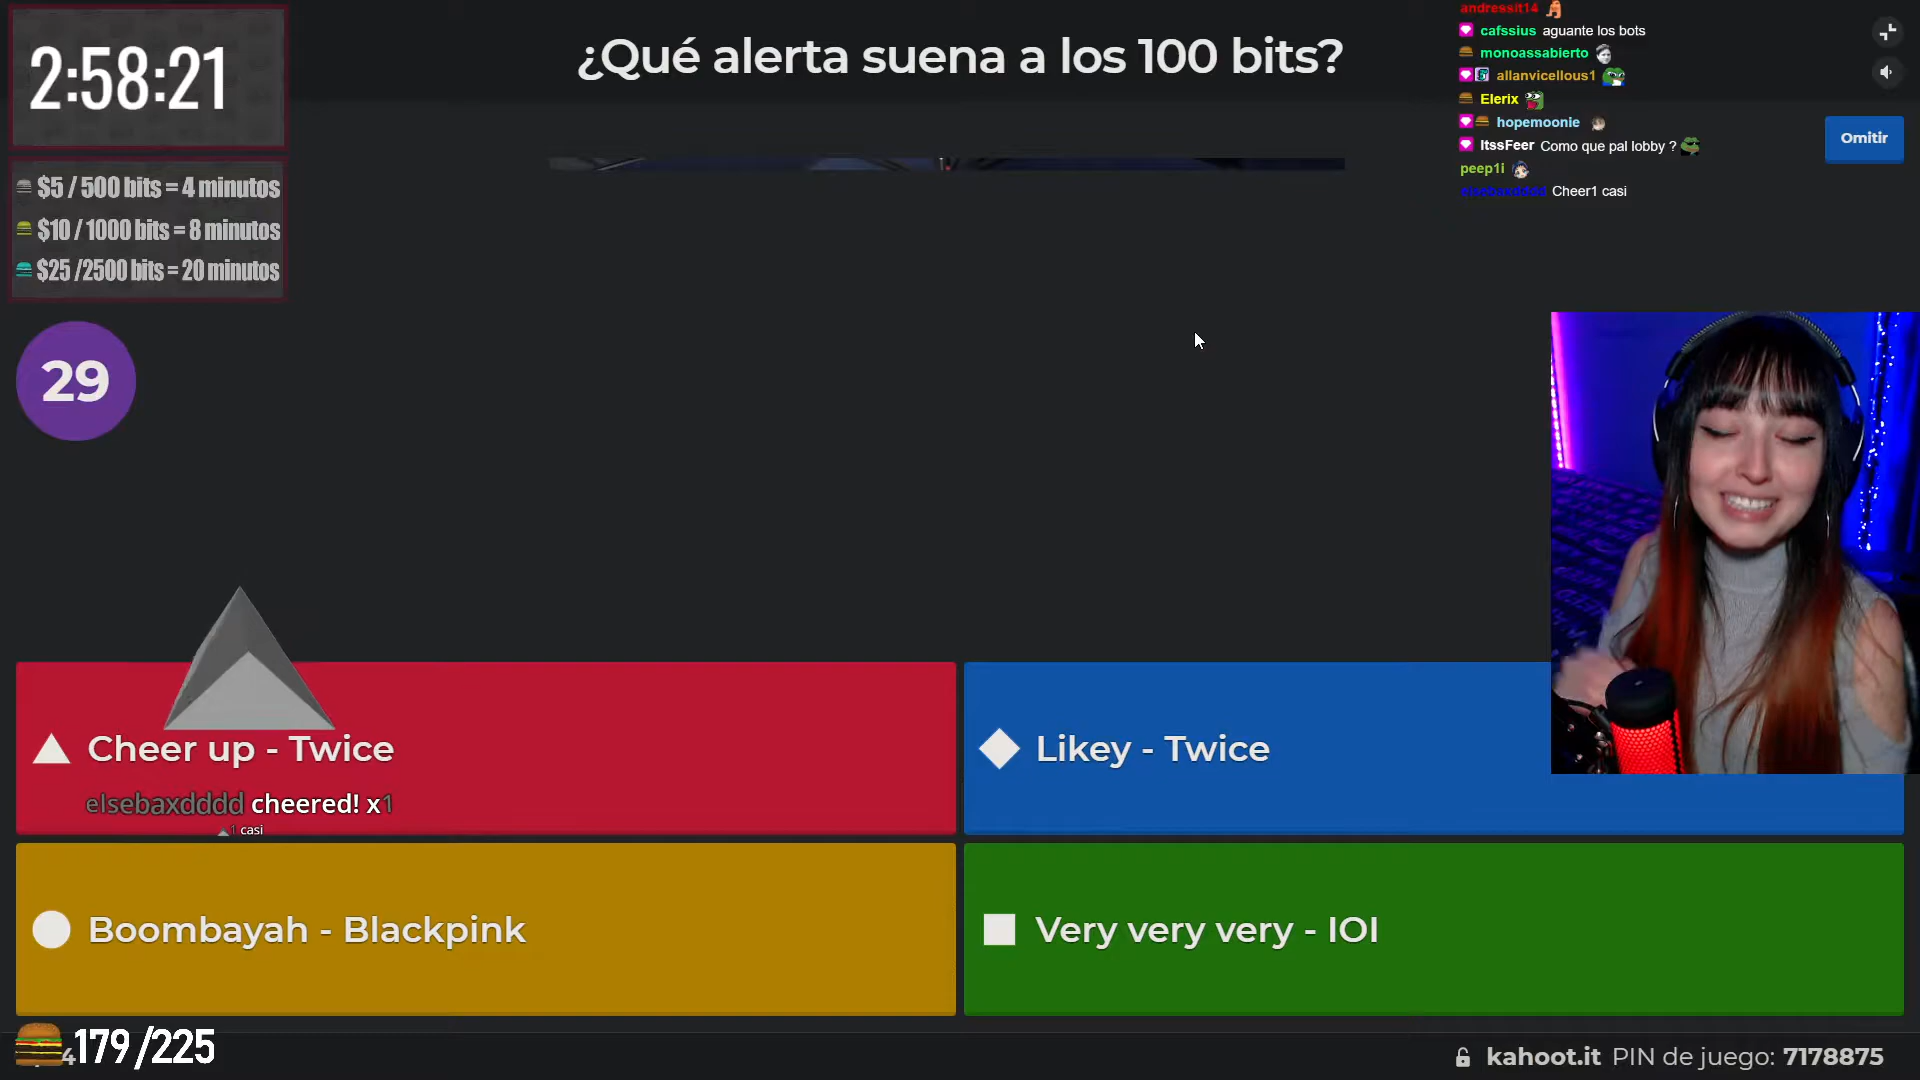 2:58:21
¿Qué alerta suena a los 100 bits?
andressit14
cafssius aguante los bots
monoassabierto
allanvicellous1
Elerix
hopemoonie
ItssFeer Como que pal lobby ?
peep1i
elsebaxdddd Cheer1 casi
Omitir
$5 / 500 bits = 4 minutos
$10 / 1000 bits = 8 minutos
$25 /2500 bits = 20 minutos
29
Cheer up - Twice
elsebaxdddd cheered! x1
1 casi
Likey - Twice
Boombayah - Blackpink
Very very very - IOI
179/225
kahoot.it PIN de juego: 7178875